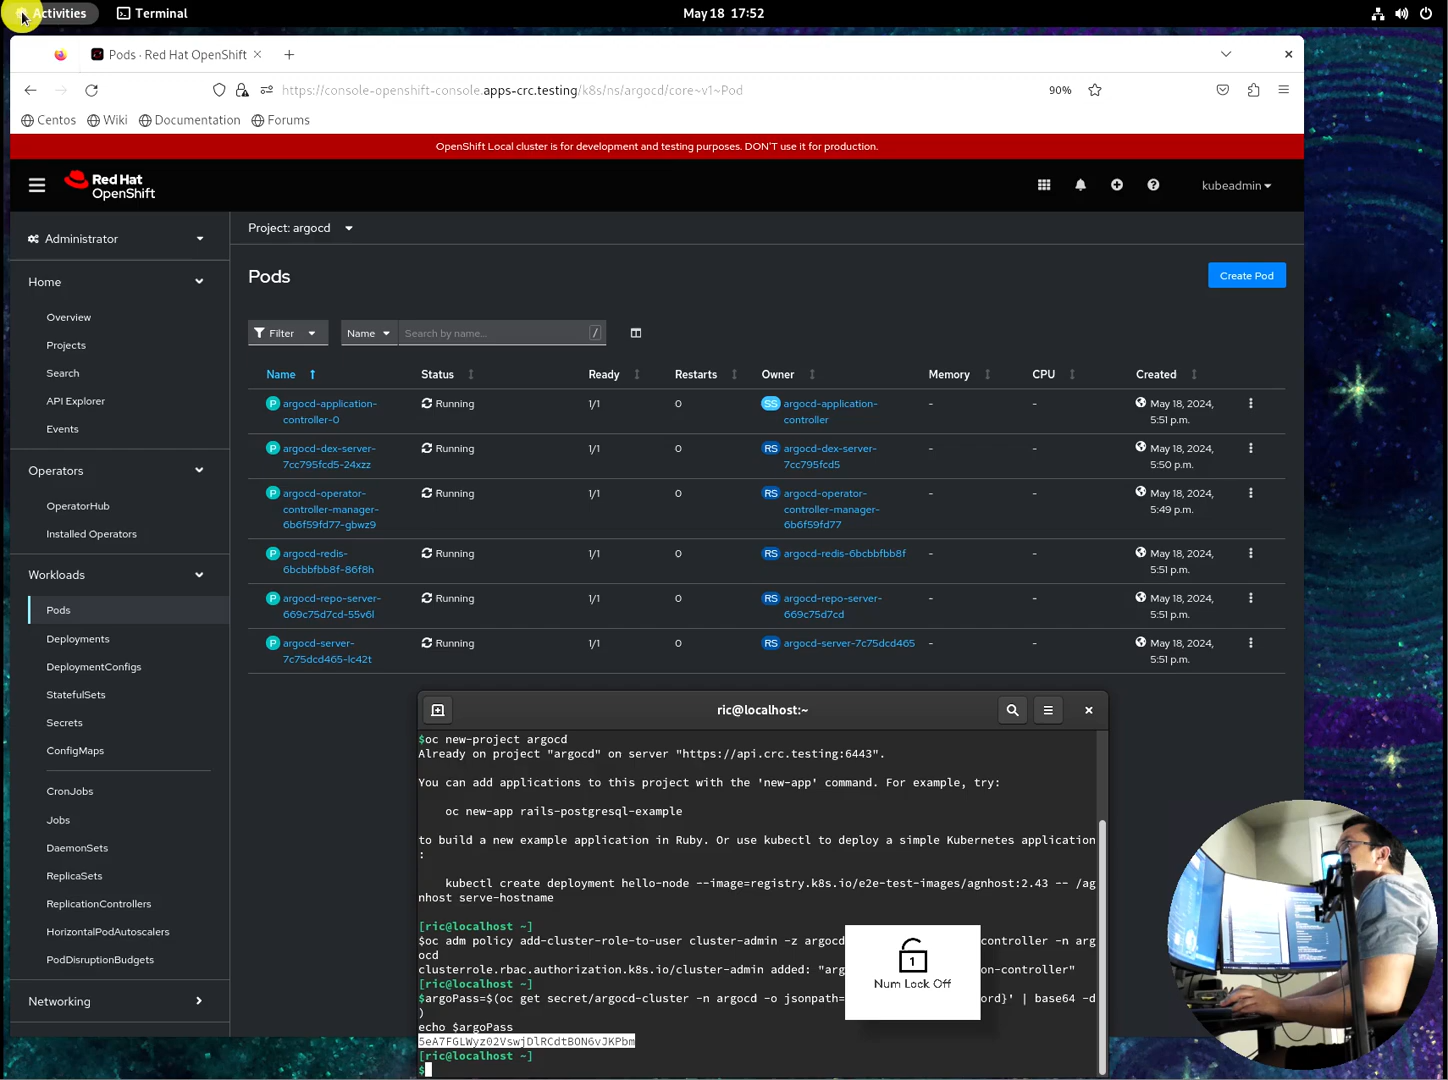 Activities
Terminal
May 18 17:52
Pods · Red Hat OpenShift
https://console-openshift-console.apps-crc.testing/k8s/ns/argocd/core~v1~Pod
90%
Centos
Wiki
Documentation
Forums
OpenShift Local cluster is for development and testing purposes. DON'T use it for production.
Red Hat
OpenShift
kubeadmin
Administrator
Project: argocd
Home
Overview
Projects
Search
API Explorer
Events
Operators
OperatorHub
Installed Operators
Workloads
Pods
Deployments
DeploymentConfigs
StatefulSets
Secrets
ConfigMaps
CronJobs
Jobs
DaemonSets
ReplicaSets
ReplicationControllers
HorizontalPodAutoscalers
PodDisruptionBudgets
Networking
Pods
Create Pod
Filter
Name
Search by name...
/
Name Status Ready Restarts Owner Memory CPU Created
P argocd-application- Running 1/1 0 SS argocd-application- - - May 18, 2024,
controller-0 controller 5:51 p.m.
P argocd-dex-server- Running 1/1 0 RS argocd-dex-server- - - May 18, 2024,
7cc795fcd5-24xzz 7cc795fcd5 5:50 p.m.
P argocd-operator- Running 1/1 0 RS argocd-operator- - - May 18, 2024,
controller-manager- controller-manager- 5:49 p.m.
6b6f59fd77-gbwz9 6b6f59fd77
P argocd-redis- Running 1/1 0 RS argocd-redis-6bcbbfbb8f - - May 18, 2024,
6bcbbfbb8f-86f8h 5:51 p.m.
P argocd-repo-server- Running 1/1 0 RS argocd-repo-server- - - May 18, 2024,
669c75d7cd-55v6l 669c75d7cd 5:51 p.m.
P argocd-server- Running 1/1 0 RS argocd-server-7c75dcd465 - - May 18, 2024,
7c75dcd465-lc42t 5:51 p.m.
ric@localhost:~
$oc new-project argocd
Already on project "argocd" on server "https://api.crc.testing:6443".
You can add applications to this project with the 'new-app' command. For example, try:
oc new-app rails-postgresql-example
to build a new example application in Ruby. Or use kubectl to deploy a simple Kubernetes application
:
kubectl create deployment hello-node --image=registry.k8s.io/e2e-test-images/agnhost:2.43 -- /ag
nhost serve-hostname
[ric@localhost ~]
$oc adm policy add-cluster-role-to-user cluster-admin -z argocd controller -n arg
ocd
clusterrole.rbac.authorization.k8s.io/cluster-admin added: "arg on-controller"
[ric@localhost ~]
$argoPass=$(oc get secret/argocd-cluster -n argocd -o jsonpath= ord}' | base64 -d
)
echo $argoPass
5eA7FGLWyz02VswjDlRCdtBON6vJKPbm
[ric@localhost ~]
$
1
Num Lock Off